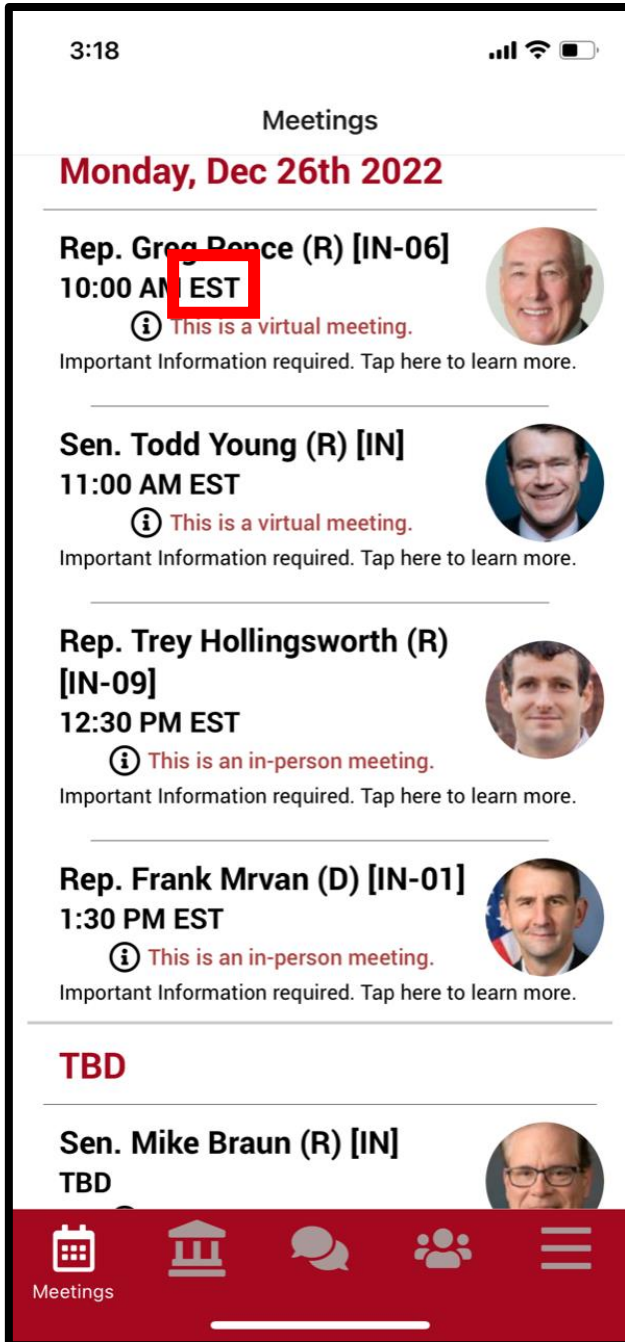 3:18
Meetings
Monday, Dec 26th 2022
Rep. Greg Pence (R) [IN-06]
10:00 AM EST
This is a virtual meeting.
Important Information required. Tap here to learn more.
Sen. Todd Young (R) [IN]
11:00 AM EST
This is a virtual meeting.
Important Information required. Tap here to learn more.
Rep. Trey Hollingsworth (R)
[IN-09]
12:30 PM EST
This is an in-person meeting.
Important Information required. Tap here to learn more.
Rep. Frank Mrvan (D) [IN-01]
1:30 PM EST
This is an in-person meeting.
Important Information required. Tap here to learn more.
TBD
Sen. Mike Braun (R) [IN]
TBD
Meetings